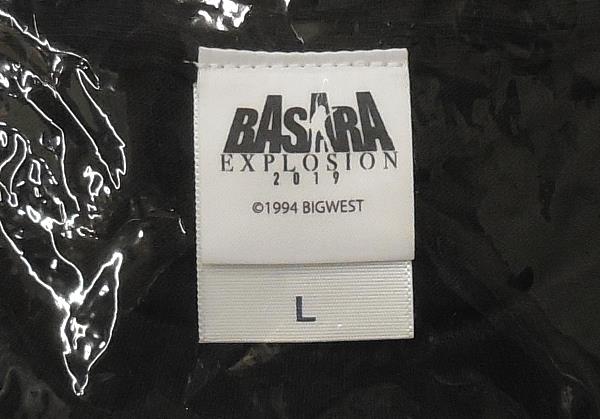 BASARA
EXPLOSION
2019
©1994 BIGWEST
L